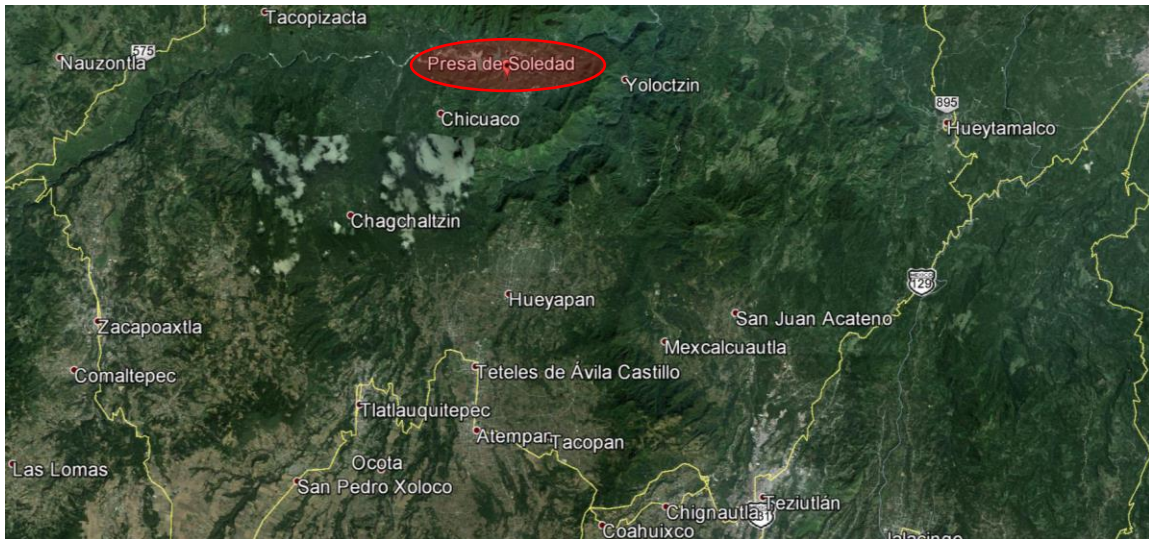 Tacopizacta
575
Nauzontla
Presa de Soledad
Yoloctzin
895
Chicuaco
Hueytamalco
Chagchaltzin
129
Hueyapan
San Juan Acateno
Zacapoaxtla
Mexcalcuautla
Comaltepec
Teteles de Ávila Castillo
Tlatlauquitepec
Atempan
Tacopan
Ocota
Las Lomas
San Pedro Xoloco
Chignautla
Teziutlán
Coahuixco